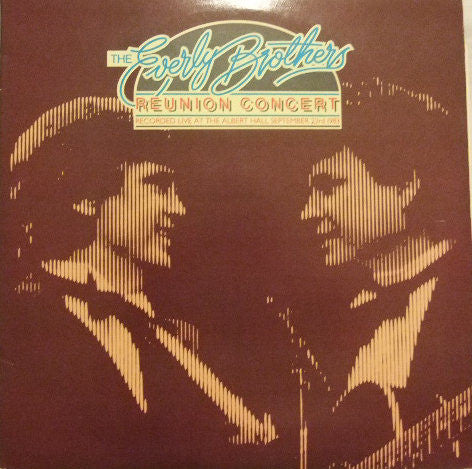 THE Everly Brothers
REUNION CONCERT
RECORDED LIVE AT THE ALBERT HALL SEPTEMBER 23rd 1983